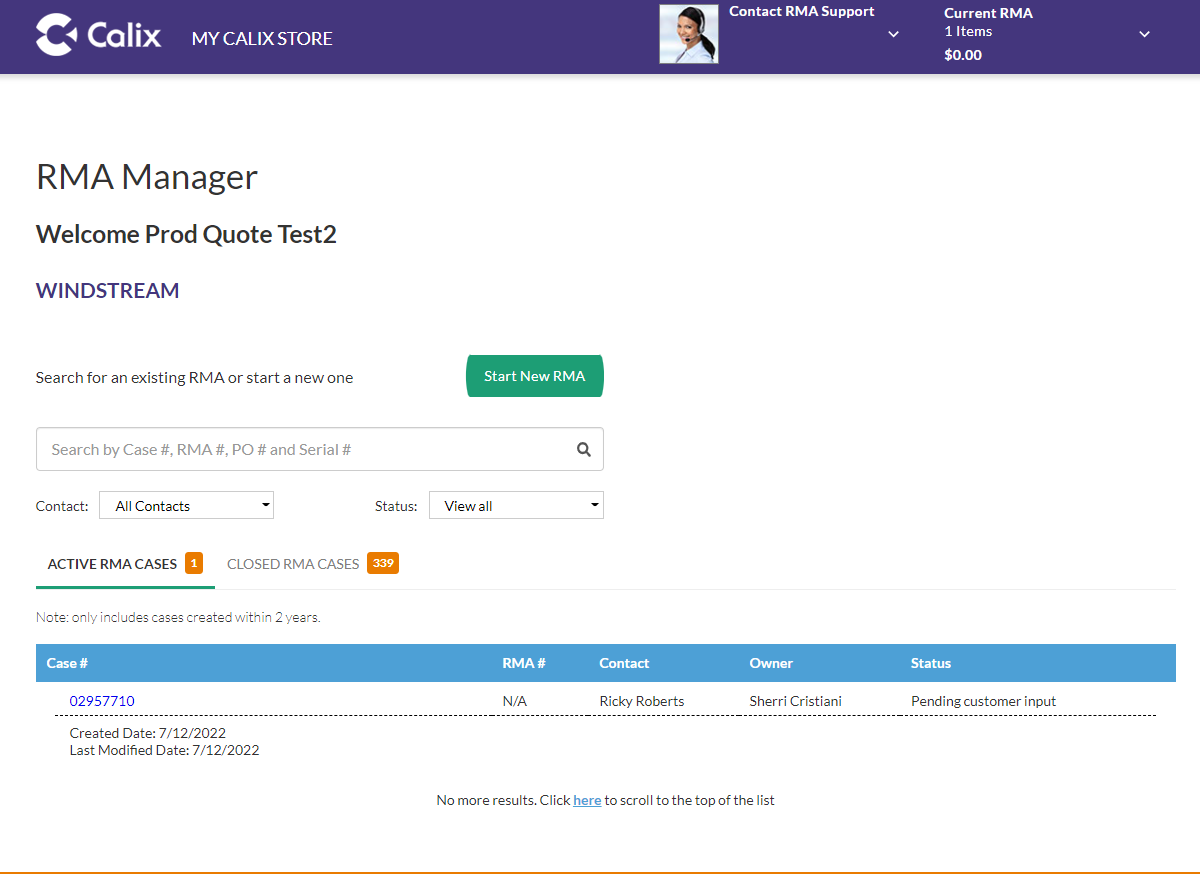 Calix MY CALIX STORE
Contact RMA Support
Current RMA
1 Items
$0.00
RMA Manager
Welcome Prod Quote Test2
WINDSTREAM
Search for an existing RMA or start a new one
Start New RMA
Search by Case #, RMA #, PO # and Serial #
Contact: All Contacts Status: View all
ACTIVE RMA CASES 1 CLOSED RMA CASES 339
Note: only includes cases created within 2 years.
Case # RMA # Contact Owner Status
02957710 N/A Ricky Roberts Sherri Cristiani Pending customer input
Created Date: 7/12/2022
Last Modified Date: 7/12/2022
No more results. Click here to scroll to the top of the list